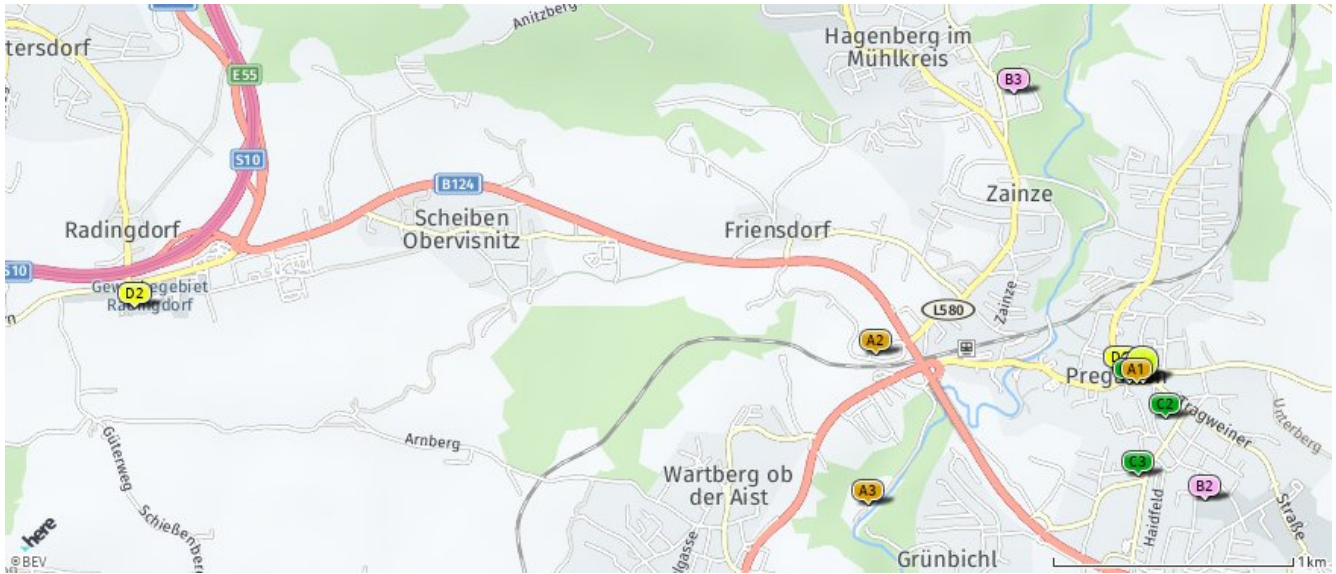 Anitzberg
tersdorf
Hagenberg im
Mühlkreis
E55
B3
S10
B124
Zainze
Scheiben
Obervisnitz
Radingdorf
Friensdorf
S10
D2
Radingdorf
L580
Zainze
A2
A1
C2
Tragweiner
Straße
Unterberg
Güterweg
Arnberg
Wartberg ob
der Aist
A3
C3
B2
Haidfeld
Schießenberg
here
©BEV
Grünbichl
1km